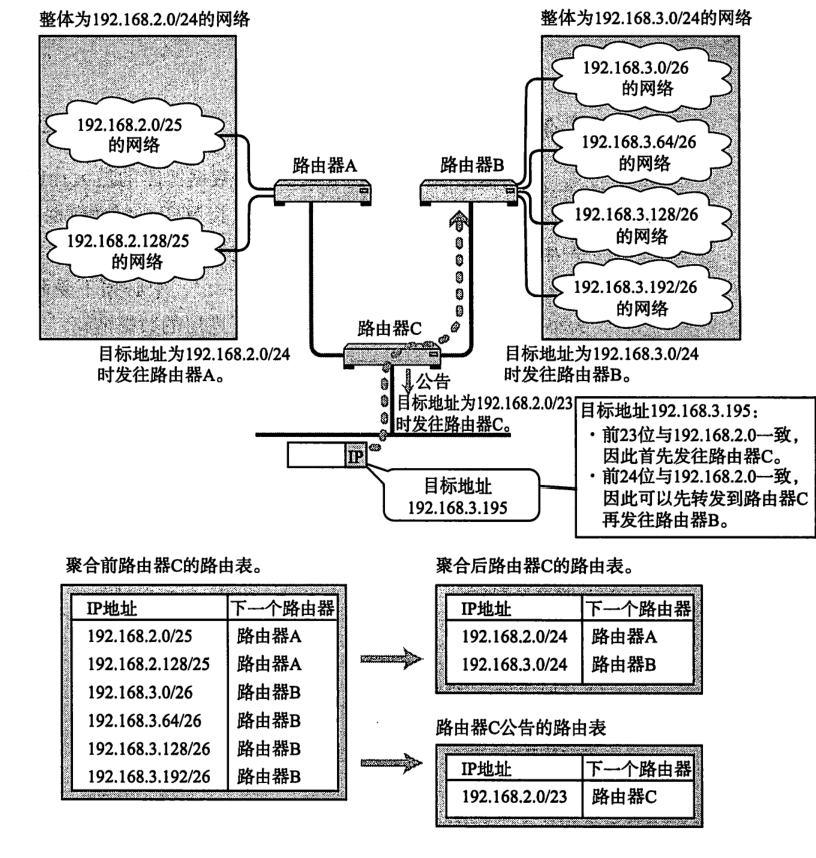 整体为192.168.2.0/24的网络
整体为192.168.3.0/24的网络
192.168.2.0/25
的网络
192.168.2.128/25
的网络
路由器A
路由器B
192.168.3.0/26
的网络
192.168.3.64/26
的网络
192.168.3.128/26
的网络
192.168.3.192/26
的网络
路由器C
目标地址为192.168.2.0/24
时发往路由器A。
目标地址为192.168.3.0/24
时发往路由器B。
公告
目标地址为192.168.2.0/23
时发往路由器C。
IP
目标地址
192.168.3.195
目标地址192.168.3.195：
・前23位与192.168.2.0一致，
因此首先发往路由器C。
・前24位与192.168.2.0一致，
因此可以先转发到路由器C
再发往路由器B。
聚合前路由器C的路由表。
IP地址 下一个路由器
192.168.2.0/25 路由器A
192.168.2.128/25 路由器A
192.168.3.0/26 路由器B
192.168.3.64/26 路由器B
192.168.3.128/26 路由器B
192.168.3.192/26 路由器B
聚合后路由器C的路由表。
IP地址 下一个路由器
192.168.2.0/24 路由器A
192.168.3.0/24 路由器B
路由器C公告的路由表
IP地址 下一个路由器
192.168.2.0/23 路由器C